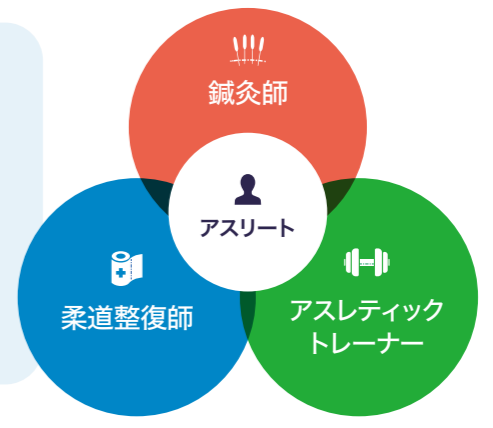 鍼灸師
アスリート
柔道整復師
アスレティック
トレーナー